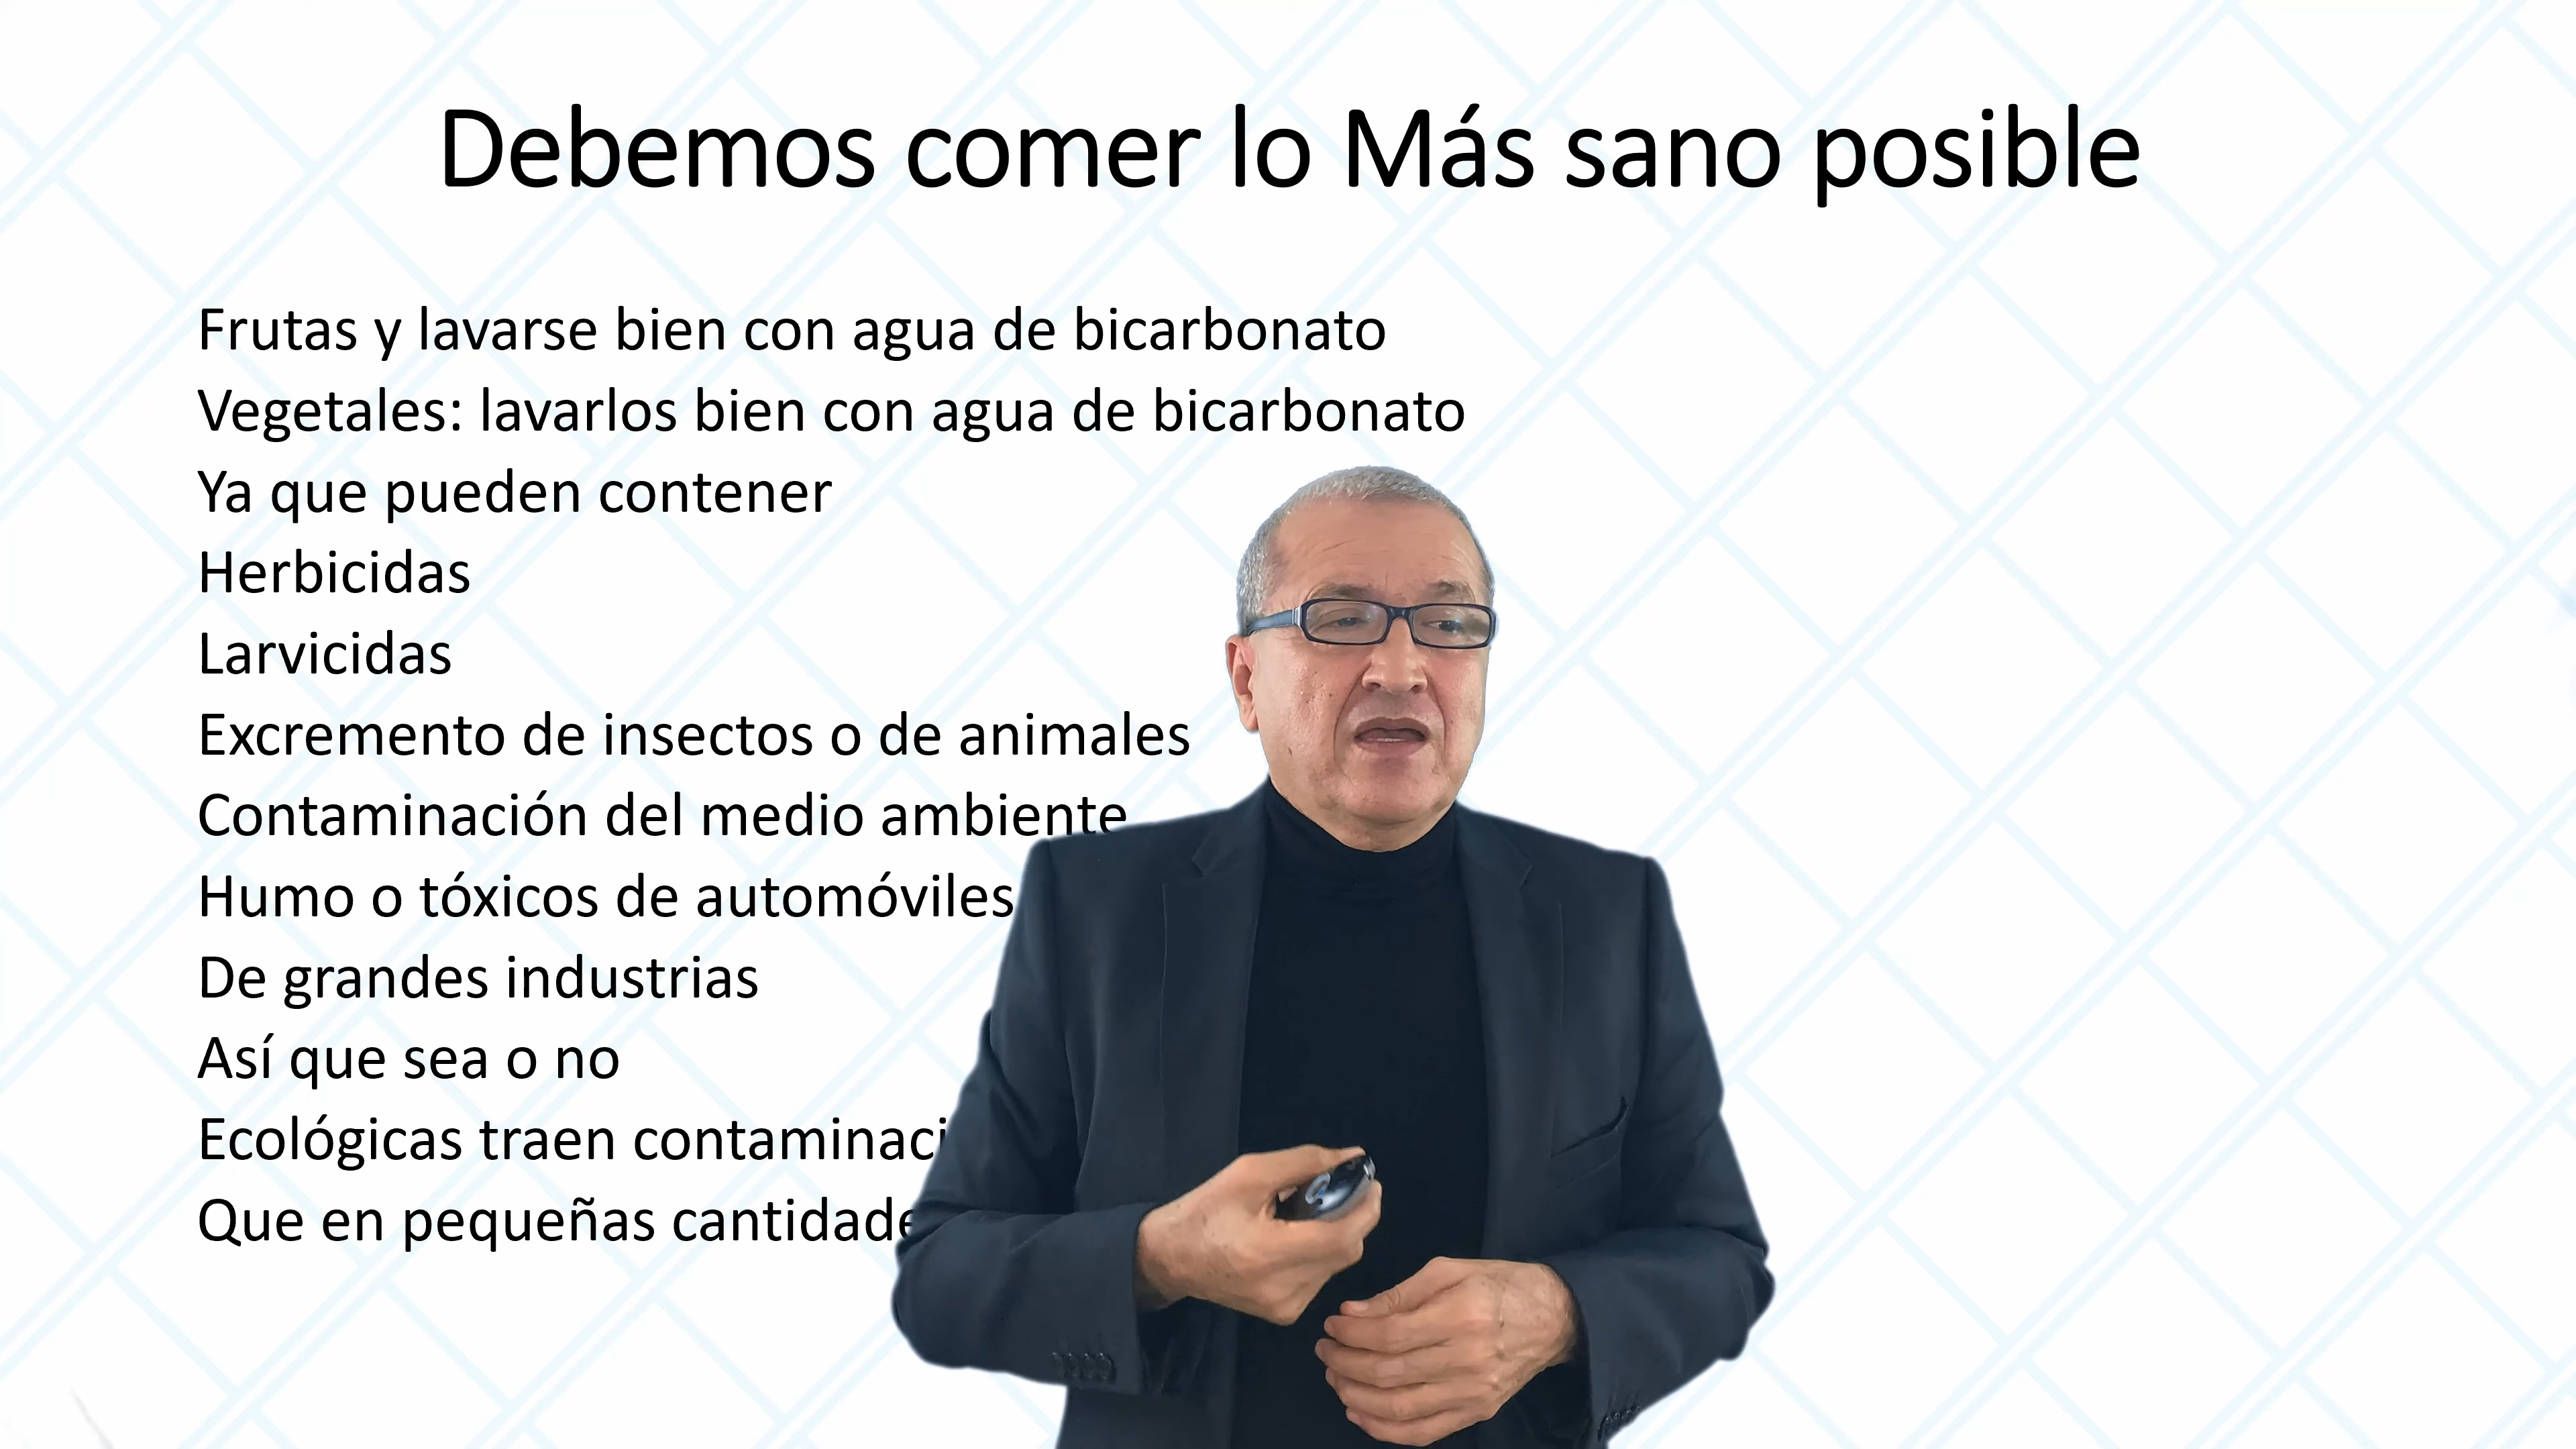 Debemos comer lo Más sano posible
Frutas y lavarse bien con agua de bicarbonato
Vegetales: lavarlos bien con agua de bicarbonato
Ya que pueden contener
Herbicidas
Larvicidas
Excremento de insectos o de animales
Contaminación del medio ambiente
Humo o tóxicos de automóviles
De grandes industrias
Así que sea o no
Ecológicas traen
Que en pequeñas